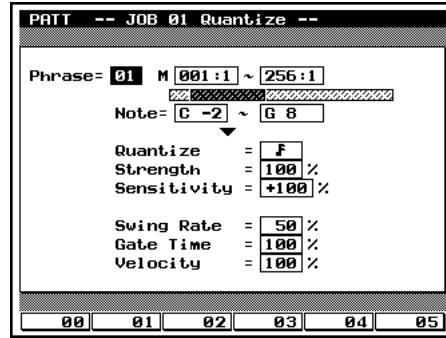 PATT -- JOB 01 Quantize --
Phrase= 01 M 001:1 ~ 256:1
Note= C -2 ~ G 8
Quantize =
Strength = 100 %
Sensitivity = +100 %
Swing Rate = 50 %
Gate Time = 100 %
Velocity = 100 %
00 01 02 03 04 05